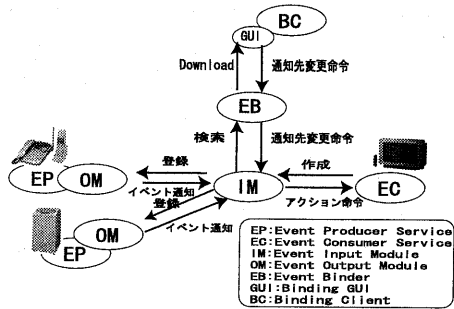 BC
GUI
Download
通知先変更命令
EB
検索
通知先変更命令
登録
作成
EP
OM
イベント通知
IM
EC
登録
アクション命令
OM
イベント通知
EP
EP:Event Producer Service
EC:Event Consumer Service
IM:Event Input Module
OM:Event Output Module
EB:Event Binder
GUI:Binding GUI
BC:Binding Client